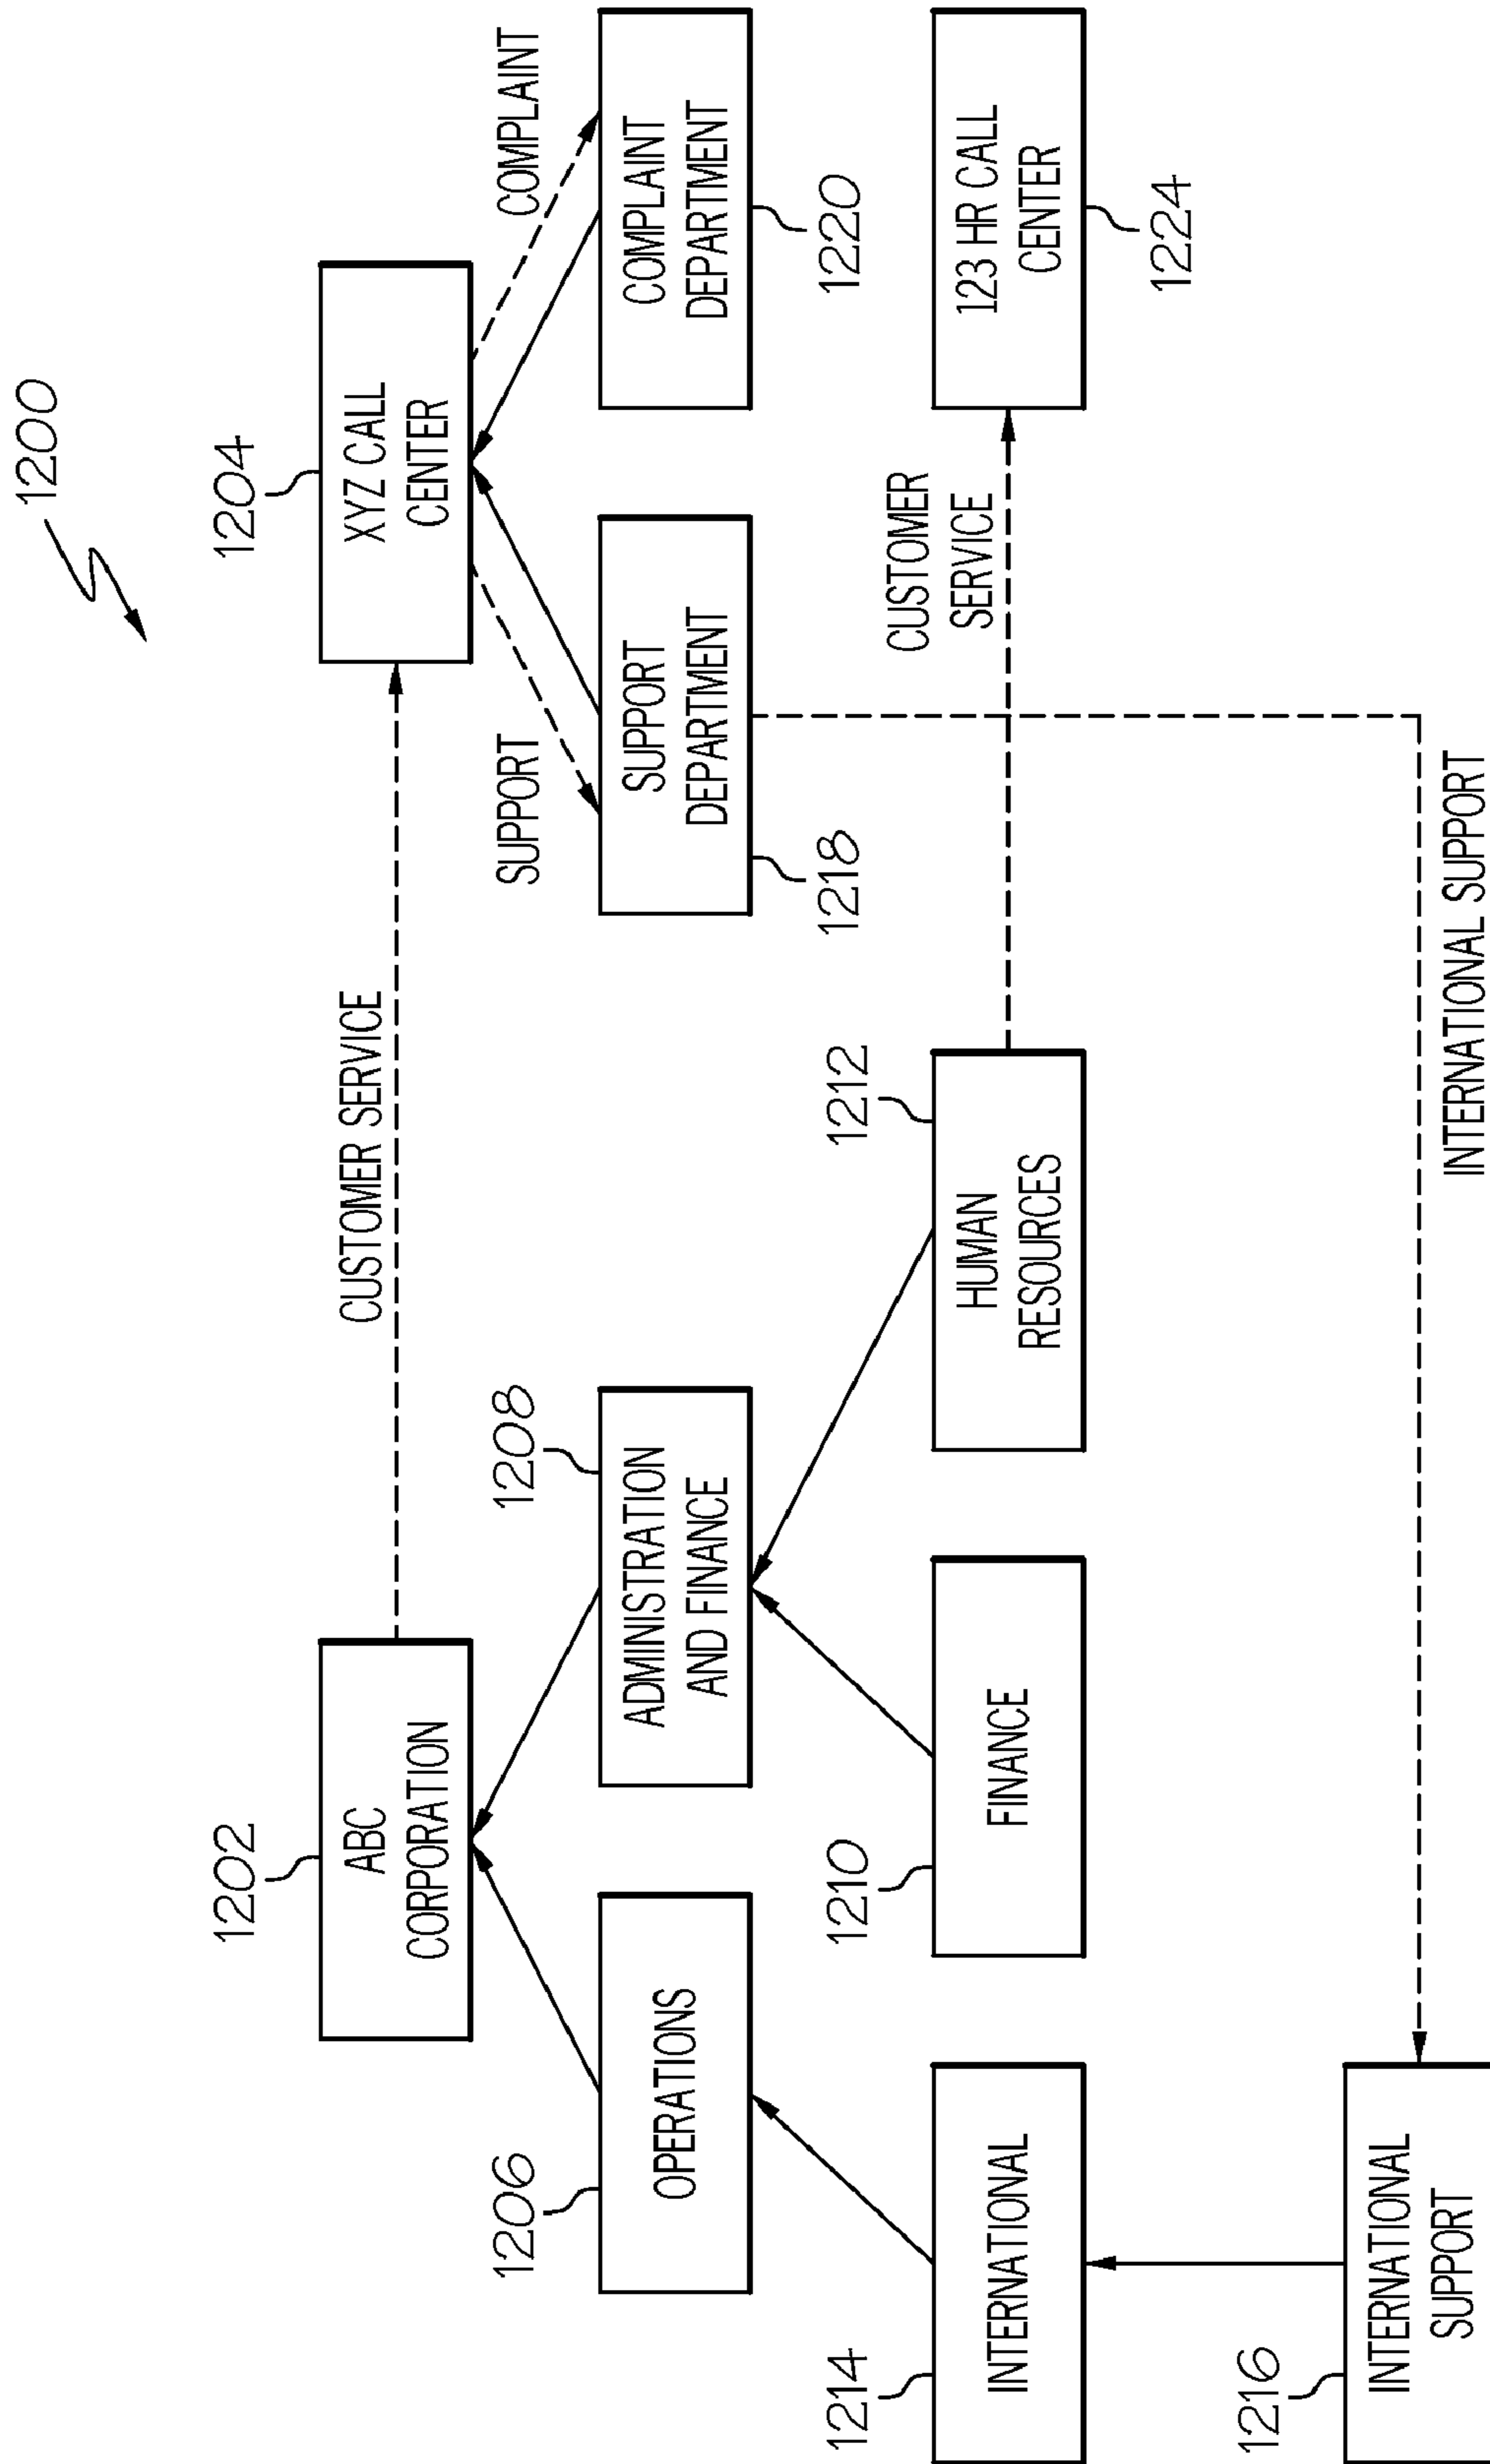 1200
1202
ABC
CORPORATION
CUSTOMER SERVICE
1204
XYZ CALL
CENTER
1206
OPERATIONS
1208
ADMINISTRATION
AND FINANCE
SUPPORT
COMPLAINT
SUPPORT
DEPARTMENT
1218
COMPLAINT
DEPARTMENT
1220
1214
INTERNATIONAL
1210
FINANCE
1212
HUMAN
RESOURCES
CUSTOMER
SERVICE
123 HR CALL
CENTER
1224
1216
INTERNATIONAL
SUPPORT
INTERNATIONAL SUPPORT